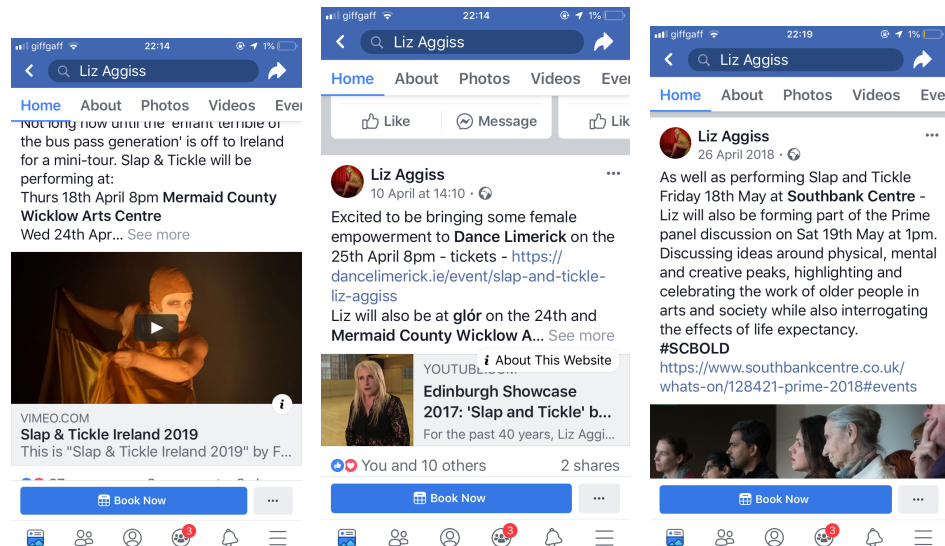 giffgaff 22:14 1%
Liz Aggiss
Home About Photos Videos Even
Not long now until the 'enfant terrible of
the bus pass generation' is off to Ireland
for a mini-tour. Slap & Tickle will be
performing at:
Thurs 18th April 8pm Mermaid County
Wicklow Arts Centre
Wed 24th Apr... See more
i
VIMEO.COM
Slap & Tickle Ireland 2019
This is "Slap & Tickle Ireland 2019" by F...
Book Now
...
3
giffgaff 22:14 1%
Liz Aggiss
Home About Photos Videos Ever
Like Message Lik
Liz Aggiss ...
10 April at 14:10 ·
Excited to be bringing some female
empowerment to Dance Limerick on the
25th April 8pm - tickets - https://
dancelimerick.ie/event/slap-and-tickle-
liz-aggiss
Liz will also be at glór on the 24th and
Mermaid County Wicklow A... See more
i About This Website
YOUTUBE.
Edinburgh Showcase
2017: 'Slap and Tickle' b...
For the past 40 years, Liz Aggi...
You and 10 others 2 shares
Book Now
...
3
giffgaff 22:19 1%
Liz Aggiss
Home About Photos Videos Eve
Liz Aggiss ...
26 April 2018 ·
As well as performing Slap and Tickle
Friday 18th May at Southbank Centre -
Liz will also be forming part of the Prime
panel discussion on Sat 19th May at 1pm.
Discussing ideas around physical, mental
and creative peaks, highlighting and
celebrating the work of older people in
arts and society while also interrogating
the effects of life expectancy.
#SCBOLD
https://www.southbankcentre.co.uk/
whats-on/128421-prime-2018#events
Book Now
...
3